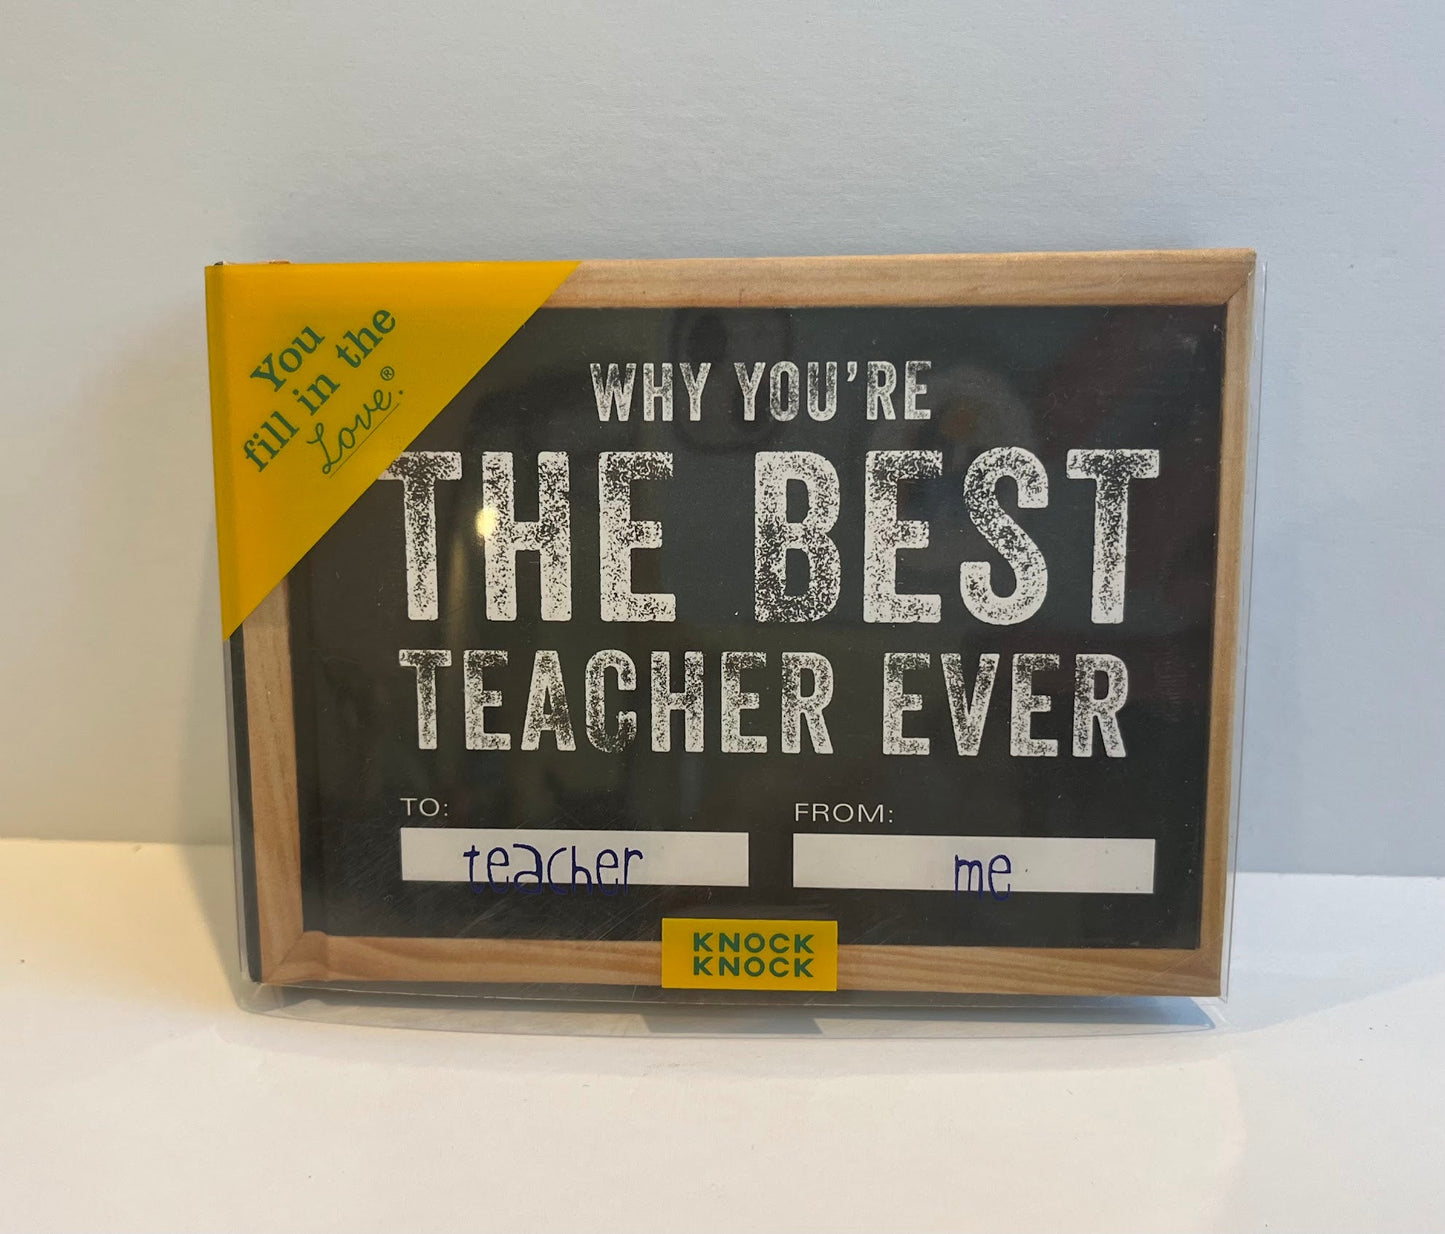 You
fill in the
Love.®
WHY YOU'RE
THE BEST
TEACHER EVER
TO:
teacher
FROM:
me
KNOCK
KNOCK